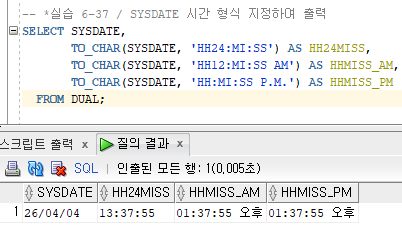 -- *실습 6-37 / SYSDATE 시간 형식 지정하며 출력
SELECT SYSDATE,
TO_CHAR(SYSDATE, 'HH24:MI:SS') AS HH24MISS,
TO_CHAR(SYSDATE, 'HH12:MI:SS AM') AS HHMISS_AM,
TO_CHAR(SYSDATE, 'HH:MI:SS P.M.') AS HHMISS_PM
FROM DUAL;
스크립트 출력 x 질의 결과 x
SQL | 인출된 모든 행: 1(0,005초)
SYSDATE HH24MISS HHMISS_AM HHMISS_PM
1 26/04/04 13:37:55 01:37:55 오후 01:37:55 오후